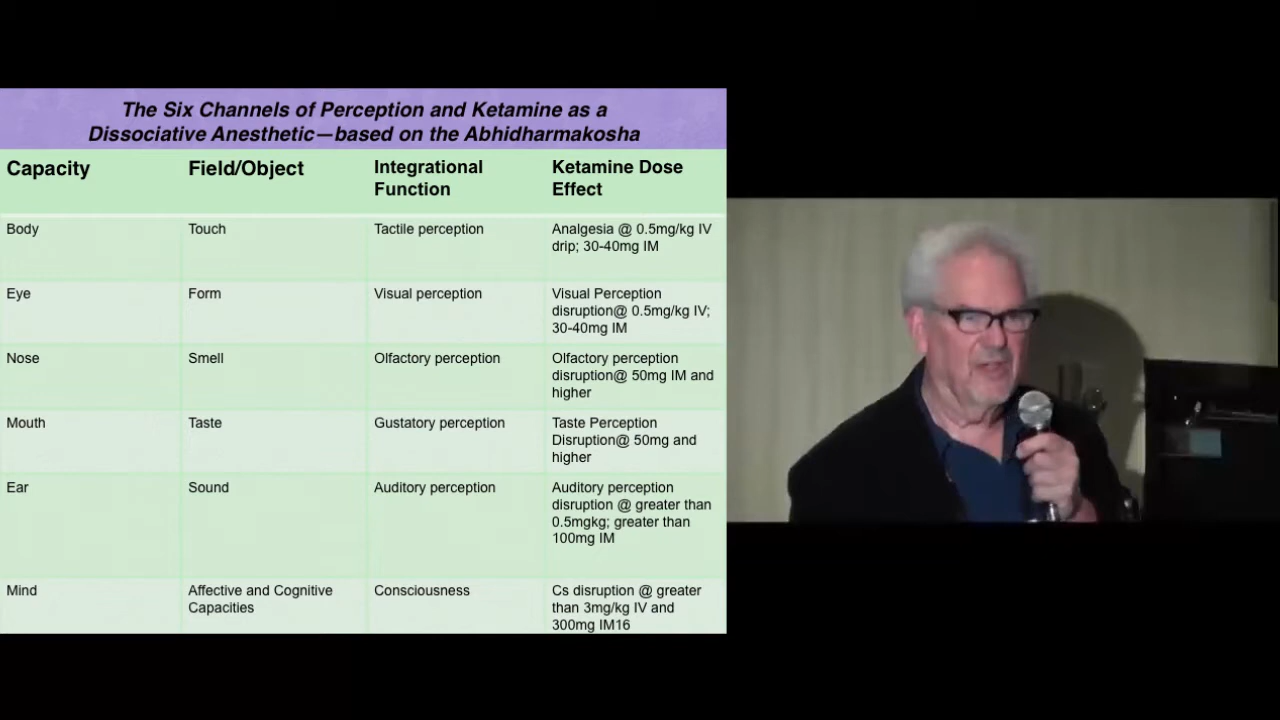 The Six Channels of Perception and Ketamine as a
Dissociative Anesthetic—based on the Abhidharmakosha
Capacity
Field/Object
Integrational
Function
Ketamine Dose
Effect
Body
Touch
Tactile perception
Analgesia @ 0.5mg/kg IV
drip; 30-40mg IM
Eye
Form
Visual perception
Visual Perception
disruption@ 0.5mg/kg IV;
30-40mg IM
Nose
Smell
Olfactory perception
Olfactory perception
disruption@ 50mg IM and
higher
Mouth
Taste
Gustatory perception
Taste Perception
Disruption@ 50mg and
higher
Ear
Sound
Auditory perception
Auditory perception
disruption @ greater than
0.5mgkg; greater than
100mg IM
Mind
Affective and Cognitive
Capacities
Consciousness
Cs disruption @ greater
than 3mg/kg IV and
300mg IM16